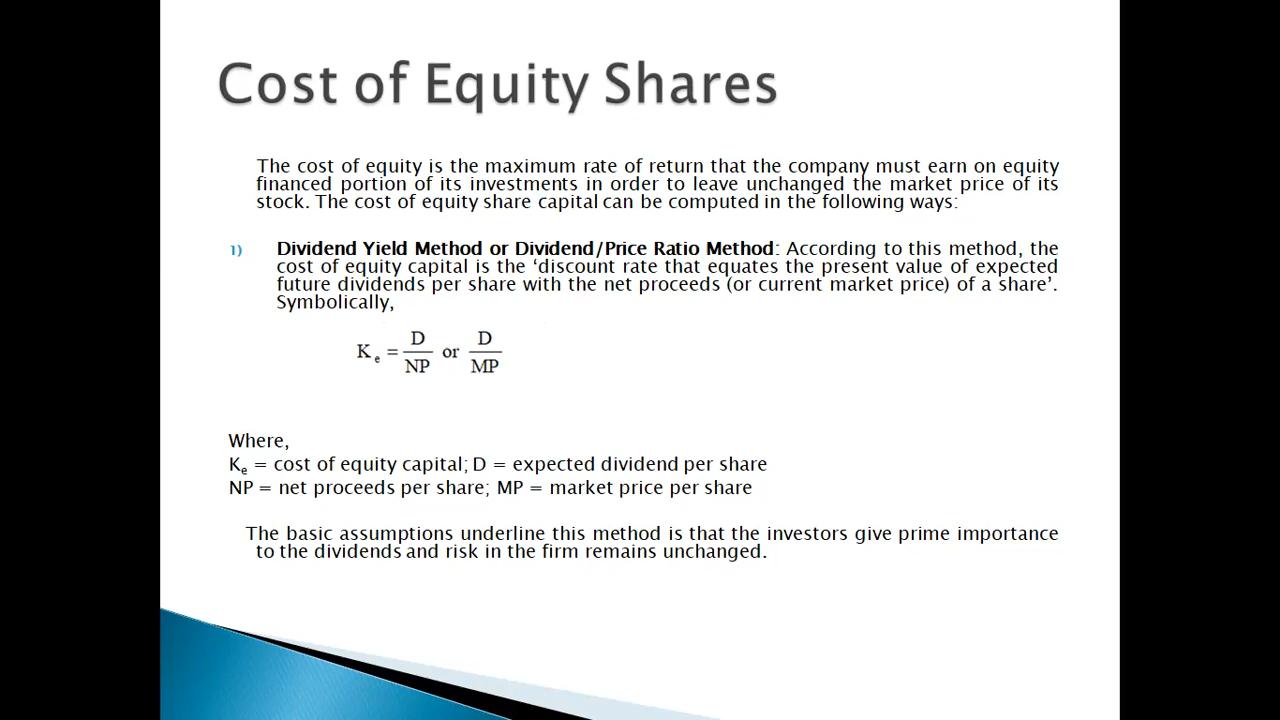 Cost of Equity Shares
The cost of equity is the maximum rate of return that the company must earn on equity
financed portion of its investments in order to leave unchanged the market price of its
stock. The cost of equity share capital can be computed in the following ways:
1) Dividend Yield Method or Dividend/Price Ratio Method: According to this method, the
cost of equity capital is the ‘discount rate that equates the present value of expected
future dividends per share with the net proceeds (or current market price) of a share’.
Symbolically,
Kₑ = D/NP or D/MP
Where,
Kₑ = cost of equity capital; D = expected dividend per share
NP = net proceeds per share; MP = market price per share
The basic assumptions underline this method is that the investors give prime importance
to the dividends and risk in the firm remains unchanged.